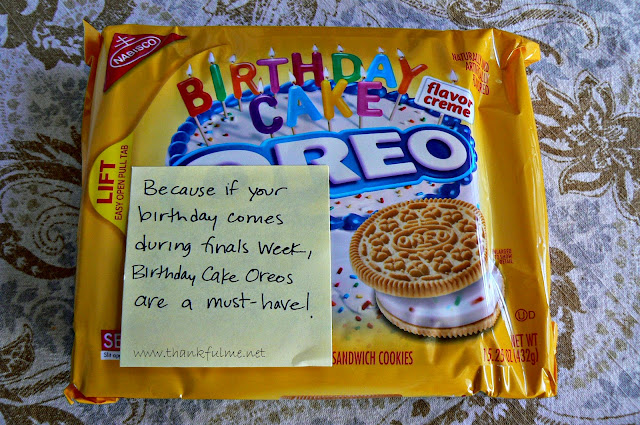 NABISCO
BIRTHDAY
CAKE
flavor
creme
OREO
LIFT
EASY OPEN PULL TAB
Because if your
birthday comes
during finals week,
Birthday Cake Oreos
are a must-have!
www.thankfulme.net
SANDWICH COOKIES
NET WT
(432g)